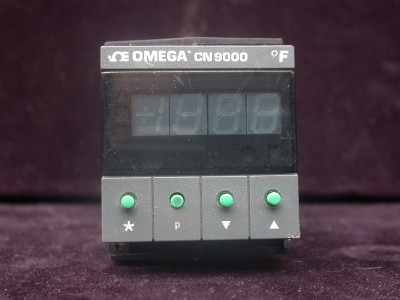 OMEGA CN9000 °F
* P ▼ ▲